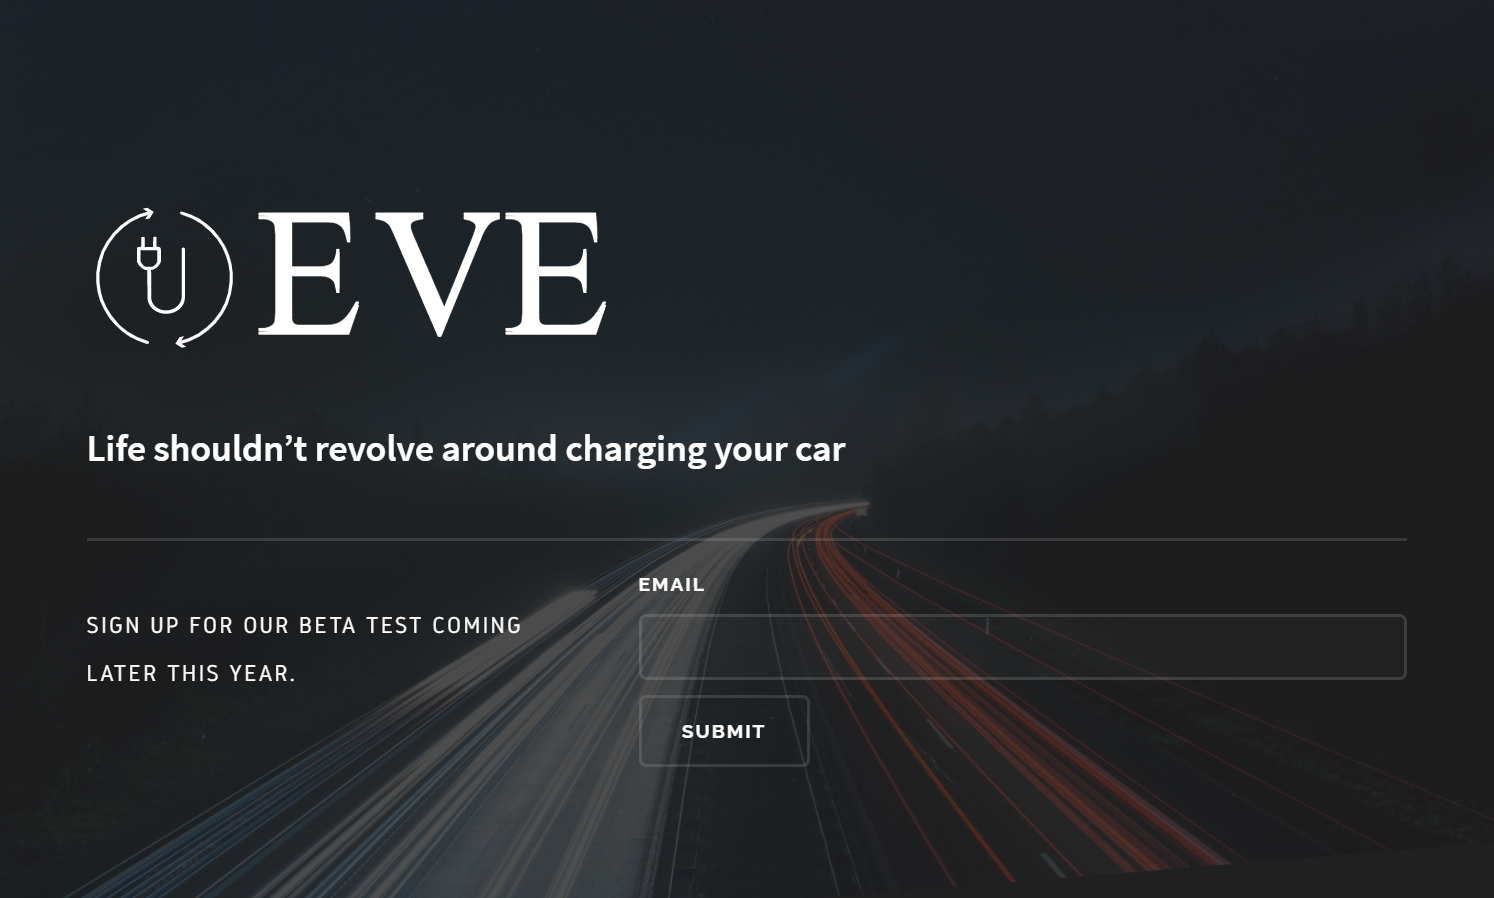 EVE
Life shouldn’t revolve around charging your car
SIGN UP FOR OUR BETA TEST COMING
LATER THIS YEAR.
EMAIL
SUBMIT